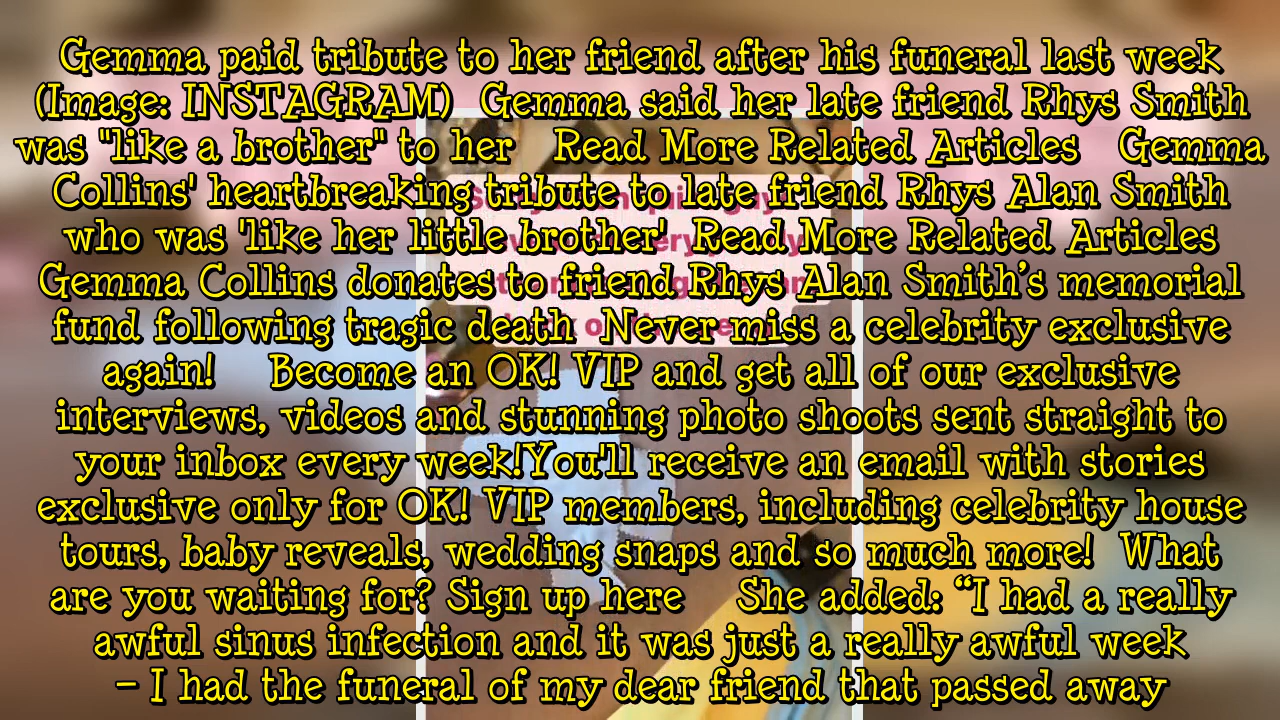 Gemma paid tribute to her friend after his funeral last week
(Image: INSTAGRAM) Gemma said her late friend Rhys Smith
was "like a brother" to her Read More Related Articles Gemma
Collins' heartbreaking tribute to late friend Rhys Alan Smith
who was 'like her little brother' Read More Related Articles
Gemma Collins donates to friend Rhys Alan Smith's memorial
fund following tragic death Never miss a celebrity exclusive
again! Become an OK! VIP and get all of our exclusive
interviews, videos and stunning photo shoots sent straight to
your inbox every week!You'll receive an email with stories
exclusive only for OK! VIP members, including celebrity house
tours, baby reveals, wedding snaps and so much more! What
are you waiting for? Sign up here She added: “I had a really
awful sinus infection and it was just a really awful week
- I had the funeral of my dear friend that passed away